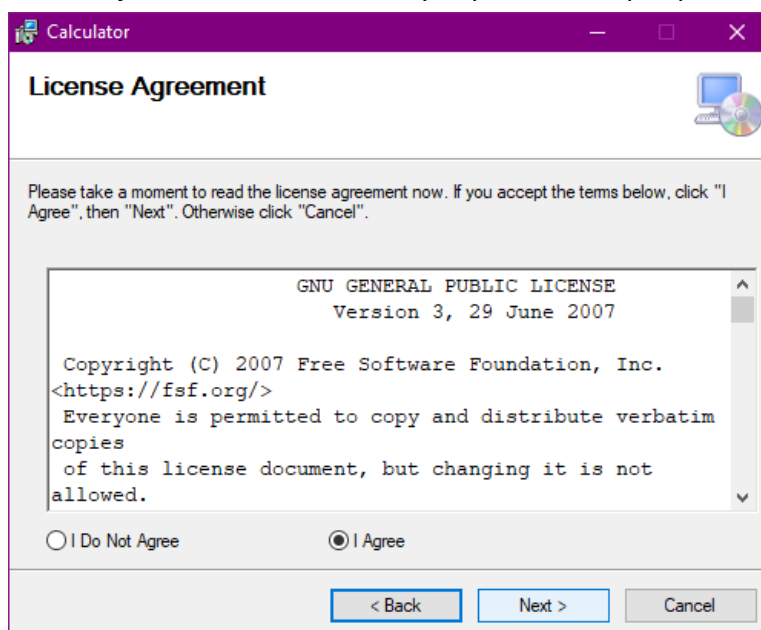 Calculator
License Agreement
Please take a moment to read the license agreement now. If you accept the terms below, click "I
Agree", then "Next". Otherwise click "Cancel".
GNU GENERAL PUBLIC LICENSE
Version 3, 29 June 2007
Copyright (C) 2007 Free Software Foundation, Inc.
<https://fsf.org/>
Everyone is permitted to copy and distribute verbatim
copies
of this license document, but changing it is not
allowed.
I Do Not Agree
I Agree
< Back
Next >
Cancel